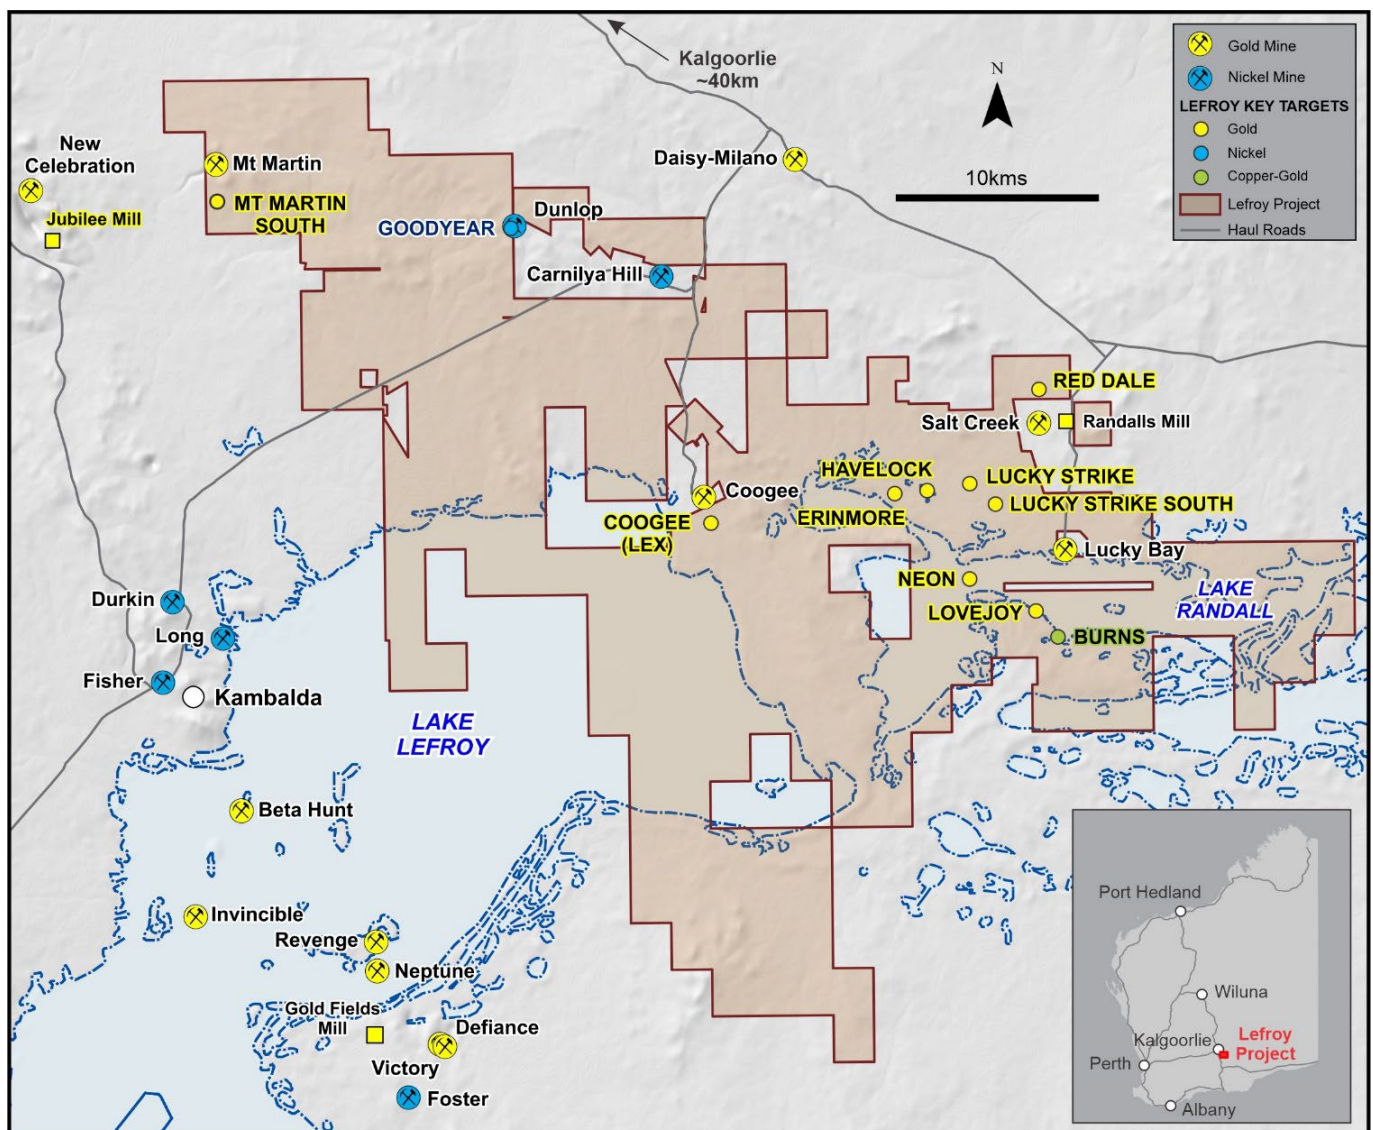 Kalgoorlie
~40km
N
10kms
Gold Mine
Nickel Mine
LEFROY KEY TARGETS
Gold
Nickel
Copper-Gold
Lefroy Project
Haul Roads
New
Celebration
Jubilee Mill
Mt Martin
MT MARTIN
SOUTH
Daisy-Milano
Dunlop
GOODYEAR
Carnilya Hill
RED DALE
Salt Creek
Randalls Mill
HAVELOCK
LUCKY STRIKE
LUCKY STRIKE SOUTH
ERINMORE
Coogee
COOGEE
(LEX)
Lucky Bay
NEON
LAKE
RANDALL
LOVEJOY
BURNS
Durkin
Long
Fisher
Kambalda
LAKE
LEFROY
Beta Hunt
Invincible
Revenge
Neptune
Gold Fields
Mill
Defiance
Victory
Foster
Port Hedland
Wiluna
Kalgoorlie
Lefroy
Project
Perth
Albany